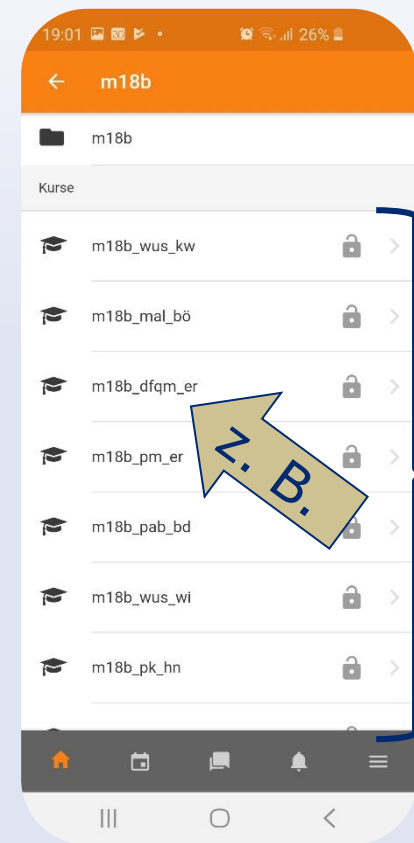 19:01 26%
m18b
m18b
Kurse
m18b_wus_kw
m18b_mal_bö
m18b_dfqm_er
m18b_pm_er
z. B.
m18b_pab_bd
m18b_wus_wi
m18b_pk_hn